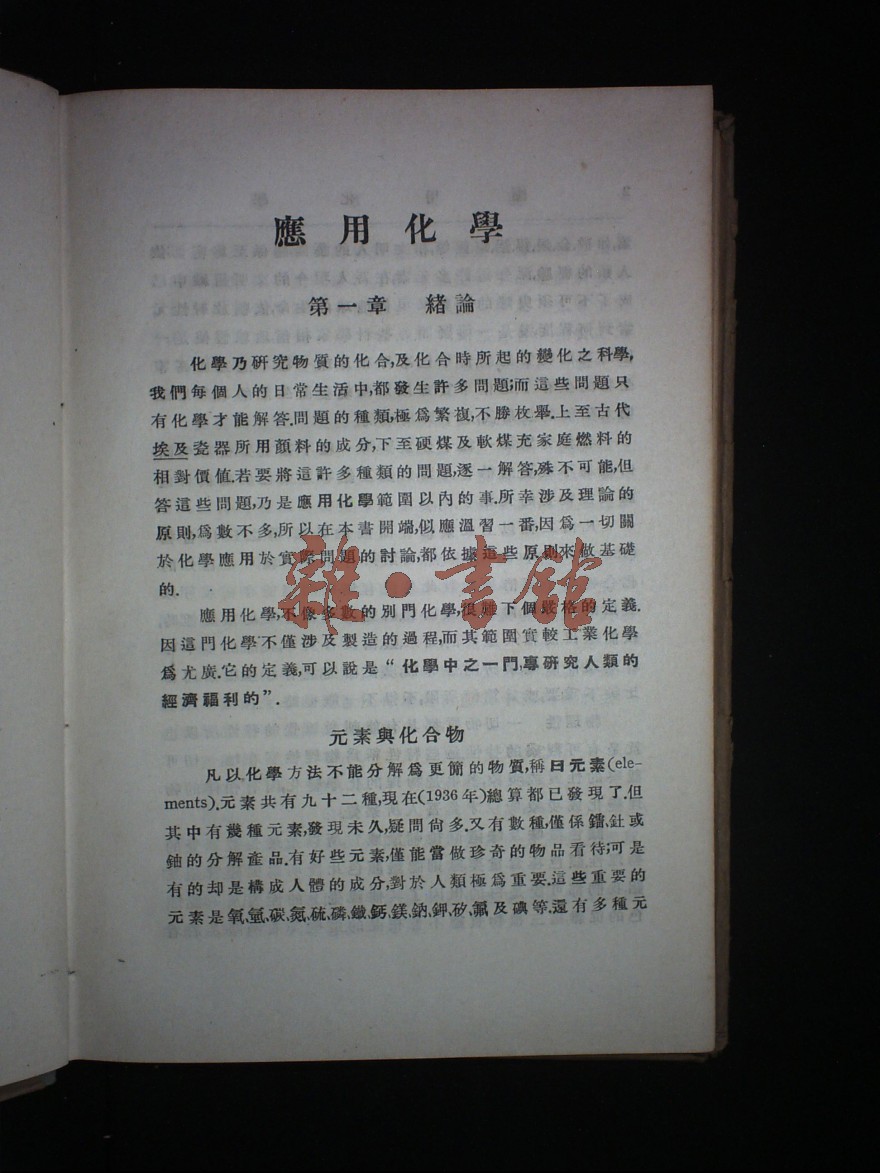 應用化學
第一章 緒論
化學乃研究物質的化合,及化合時所起的變化之科學,
我們每個人的日常生活中,都發生許多問題;而這些問題只
有化學才能解答.問題的種類,極爲繁複,不勝枚舉.上至古代
埃及瓷器所用顏料的成分,下至硬煤及軟煤充家庭燃料的
相對價值.若要將這許多種類的問題,逐一解答,殊不可能,但
答這些問題,乃是應用化學範圍以內的事.所幸涉及理論的
原則,爲數不多,所以在本書開端,似應溫習一番,因爲一切關
於化學應用於實際問題的討論,都依據這些原則來做基礎
的.
應用化學,不像多數的別門化學,很難下個嚴格的定義.
因這門化學不僅涉及製造的過程,而其範圍實較工業化學
爲尤廣.它的定義,可以說是“化學中之一門,專研究人類的
經濟福利的”.
元素與化合物
凡以化學方法不能分解爲更簡的物質,稱曰元素(ele-
ments).元素共有九十二種,現在(1936年)總算都已發現了.但
其中有幾種元素,發現未久,疑問尙多.又有數種,僅係鐳、釷或
鈾的分解產品.有好些元素,僅能當做珍奇的物品看待;可是
有的却是構成人體的成分,對於人類極爲重要.這些重要的
元素是氧、氫、碳、氮、硫、磷、鐵、鈣、鎂、鈉、鉀、矽、氟及碘等.還有多種元
雜·書館